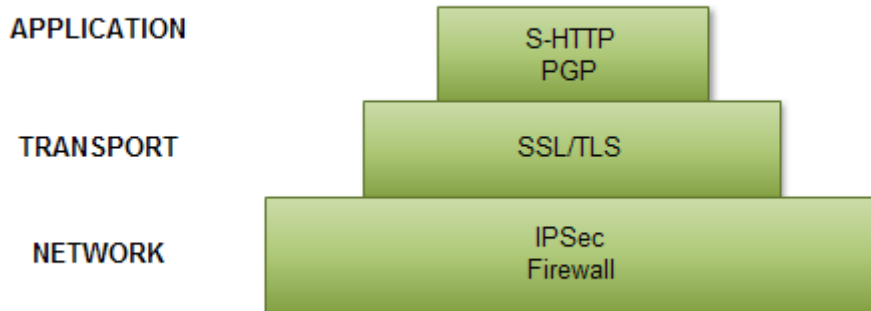 APPLICATION
S-HTTP
PGP
TRANSPORT
SSL/TLS
NETWORK
IPSec
Firewall